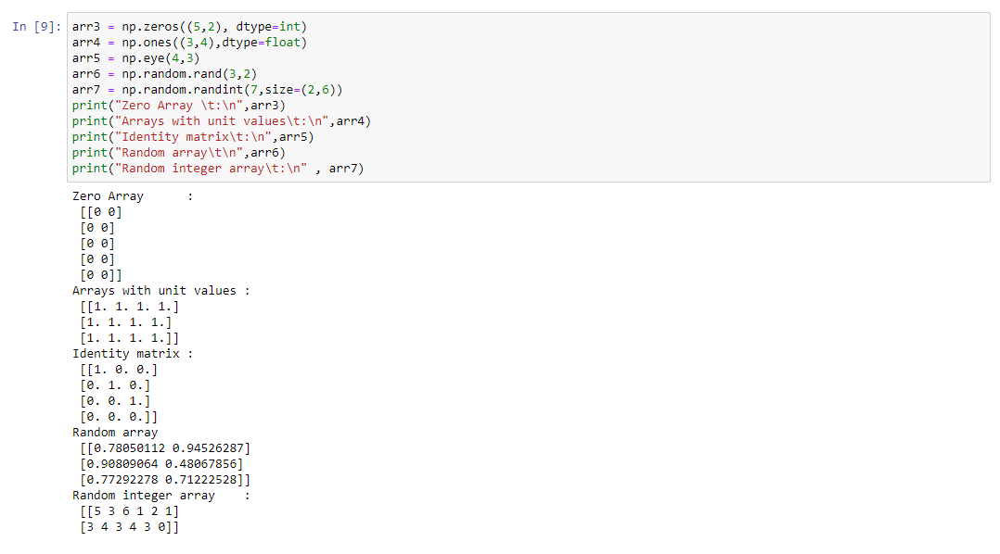 In [9]: arr3 = np.zeros((5,2), dtype=int)
arr4 = np.ones((3,4),dtype=float)
arr5 = np.eye(4,3)
arr6 = np.random.rand(3,2)
arr7 = np.random.randint(7,size=(2,6))
print("Zero Array \t:\n",arr3)
print("Arrays with unit values\t:\n",arr4)
print("Identity matrix\t:\n",arr5)
print("Random array\t\n",arr6)
print("Random integer array\t:\n" , arr7)
Zero Array      :
 [[0 0]
 [0 0]
 [0 0]
 [0 0]
 [0 0]]
Arrays with unit values :
 [[1. 1. 1. 1.]
 [1. 1. 1. 1.]
 [1. 1. 1. 1.]]
Identity matrix :
 [[1. 0. 0.]
 [0. 1. 0.]
 [0. 0. 1.]
 [0. 0. 0.]]
Random array
 [[0.78050112 0.94526287]
 [0.90809064 0.48067856]
 [0.77292278 0.71222528]]
Random integer array    :
 [[5 3 6 1 2 1]
 [3 4 3 4 3 0]]